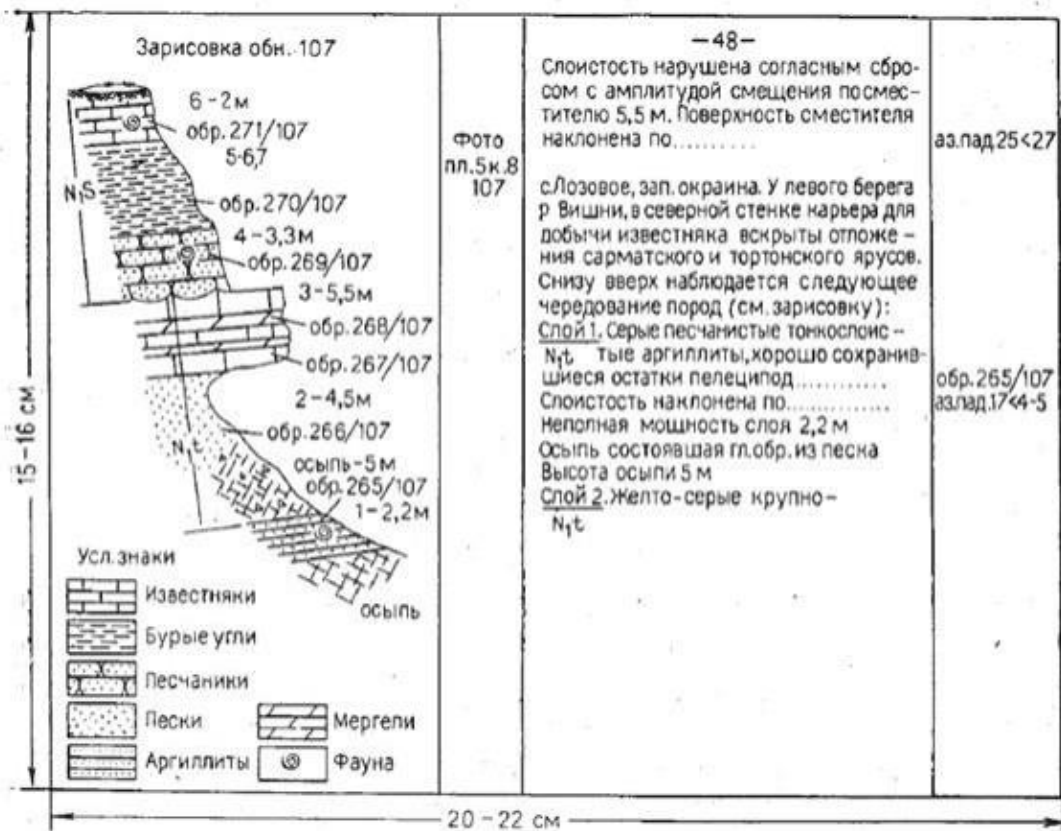 Зарисовка обн. 107
6-2м
обр. 271/107
5-6,7
N₁S
обр. 270/107
4-3,3м
обр. 269/107
3-5,5м
обр. 268/107
обр. 267/107
2-4,5м
обр. 266/107
N₁t
осыпь-5м
обр. 265/107
1-2,2м
осыпь
Усл. знаки
Известняки
Бурые угли
Песчаники
Пески
Мергели
Аргиллиты
Фауна
15-16 см
20-22 см
Фото
пл.5к.8
107
-48-
Слоистость нарушена согласным сбро-
сом с амплитудой смещения по смес-
тителю 5,5 м. Поверхность сместителя
наклонена по..........
аз.пад.25<27
с.Лозовое, зап. окраина. У левого берега
р Вишни, в северной стенке карьера для
добычи известняка вскрыты отложе-
ния сарматского и тортонского ярусов.
Снизу вверх наблюдается следующее
чередование пород (см. зарисовку):
Слой 1. Серые песчанистые тонкослоис-
N₁t тые аргиллиты, хорошо сохранив-
шиеся остатки пелеципод............
обр. 265/107
Слоистость наклонена по............
аз.пад.17<4-5
Неполная мощность слоя 2,2 м
Осыпь состоявшая гл.обр. из песка
Высота осыпи 5 м
Слой 2. Желто-серые крупно-
N₁t